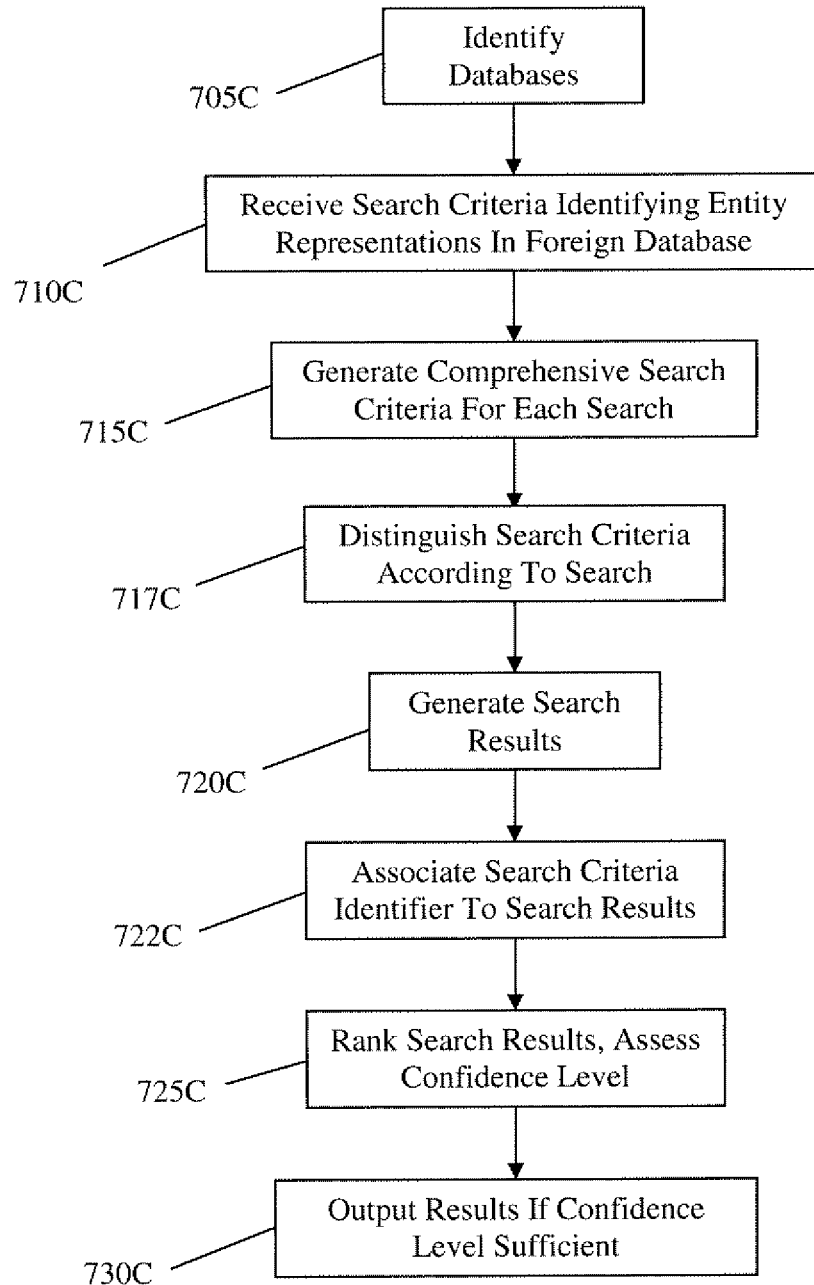 Identify
Databases
705C
Receive Search Criteria Identifying Entity
Representations In Foreign Database
710C
Generate Comprehensive Search
Criteria For Each Search
715C
Distinguish Search Criteria
According To Search
717C
Generate Search
Results
720C
Associate Search Criteria
Identifier To Search Results
722C
Rank Search Results, Assess
Confidence Level
725C
Output Results If Confidence
Level Sufficient
730C